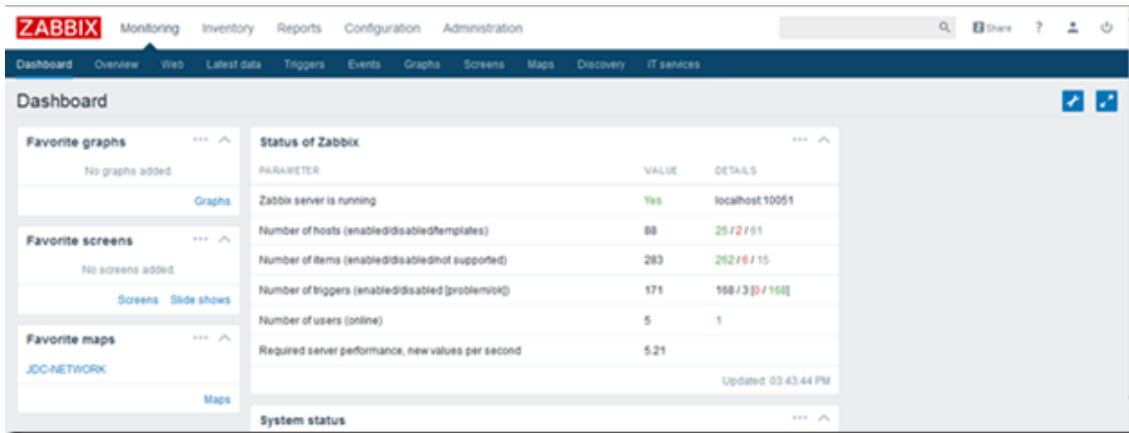 ZABBIX Monitoring Inventory Reports Configuration Administration Z Share ?
Dashboard Overview Web Latest data Triggers Events Graphs Screens Maps Discovery IT services
Dashboard
Favorite graphs
No graphs added.
Graphs
Favorite screens
No screens added.
Screens Slide shows
Favorite maps
JDC-NETWORK
Maps
Status of Zabbix
PARAMETER VALUE DETAILS
Zabbix server is running Yes localhost:10051
Number of hosts (enabled/disabled/templates) 88 25 / 2 / 61
Number of items (enabled/disabled/not supported) 283 262 / 6 / 15
Number of triggers (enabled/disabled [problem/ok]) 171 168 / 3 [0 / 168]
Number of users (online) 5 1
Required server performance, new values per second 5.21
Updated: 03:43:44 PM
System status